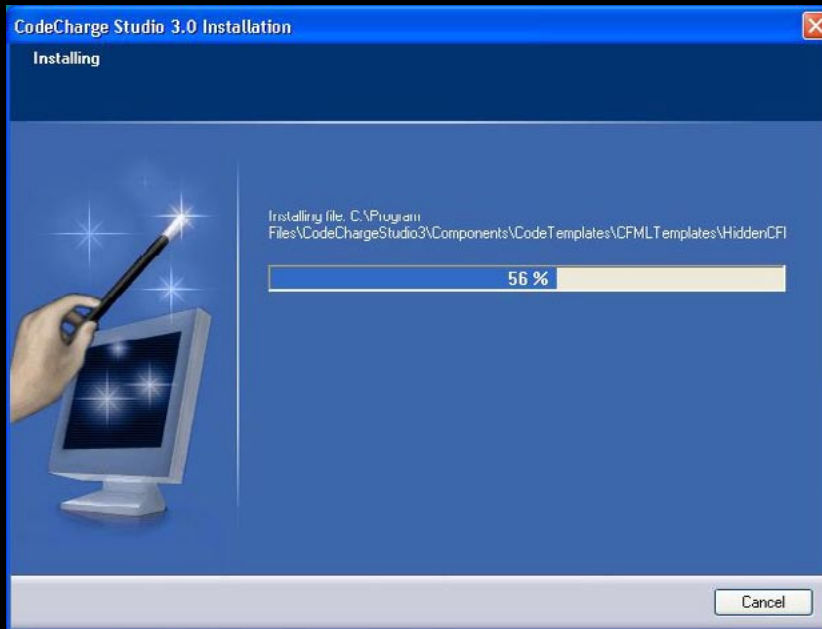 CodeCharge Studio 3.0 Installation
Installing
Installing file. C:\Program
Files\CodeChargeStudio3\Components\CodeTemplates\CFMLTemplates\HiddenCFI
56 %
Cancel